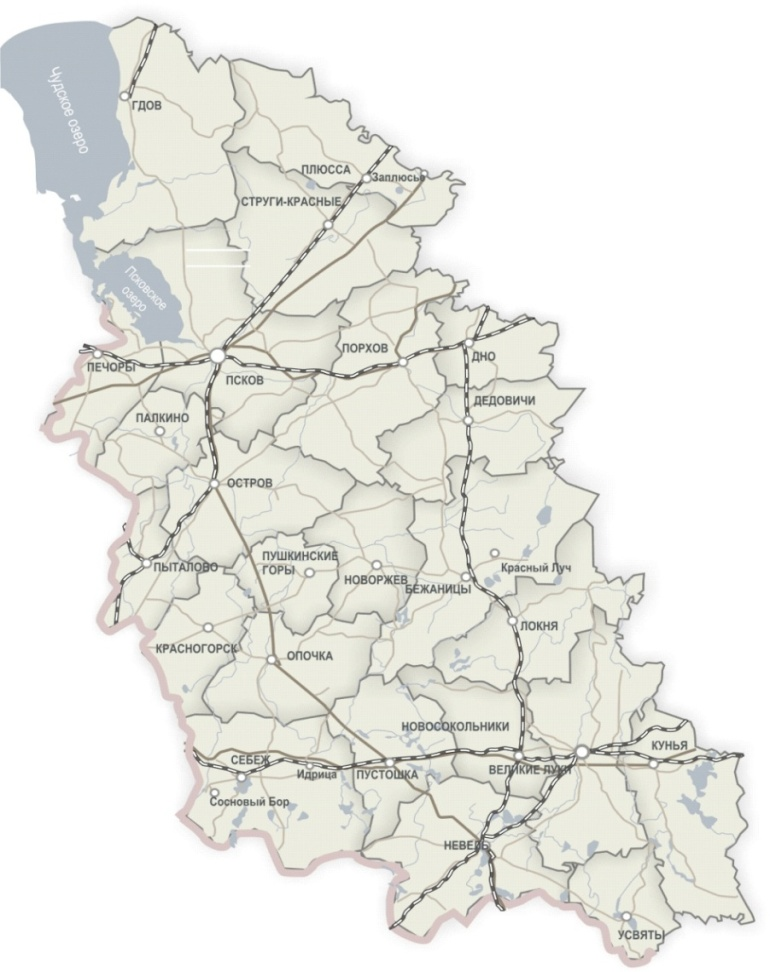 Чудское озеро
ГДОВ
ПЛЮССА
Заплюсье
СТРУГИ-КРАСНЫЕ
Псковское
озеро
ПОРХОВ
ДНО
ПЕЧОРЫ
ПСКОВ
ДЕДОВИЧИ
ПАЛКИНО
ОСТРОВ
ПУШКИНСКИЕ
ГОРЫ
ПЫТАЛОВО
НОВОРЖЕВ
Красный Луч
БЕЖАНИЦЫ
ЛОКНЯ
КРАСНОГОРСК
ОПОЧКА
НОВОСОКОЛЬНИКИ
КУНЬЯ
СЕБЕЖ
Идрица
ПУСТОШКА
ВЕЛИКИЕ ЛУКИ
Сосновый Бор
НЕВЕЛЬ
УСВЯТЫ